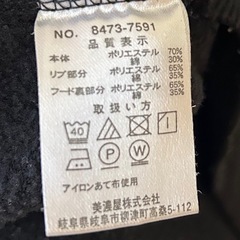 NO. 8473-7591
品質表示
本体 ポリエステル 70%
綿 30%
リブ部分 ポリエステル 65%
綿 35%
フード裏部分 ポリエステル 65%
綿 35%
取扱い方
40
P W
アイロンあて布使用
美濃屋株式会社
岐阜県岐阜市柳津町高桑5-112